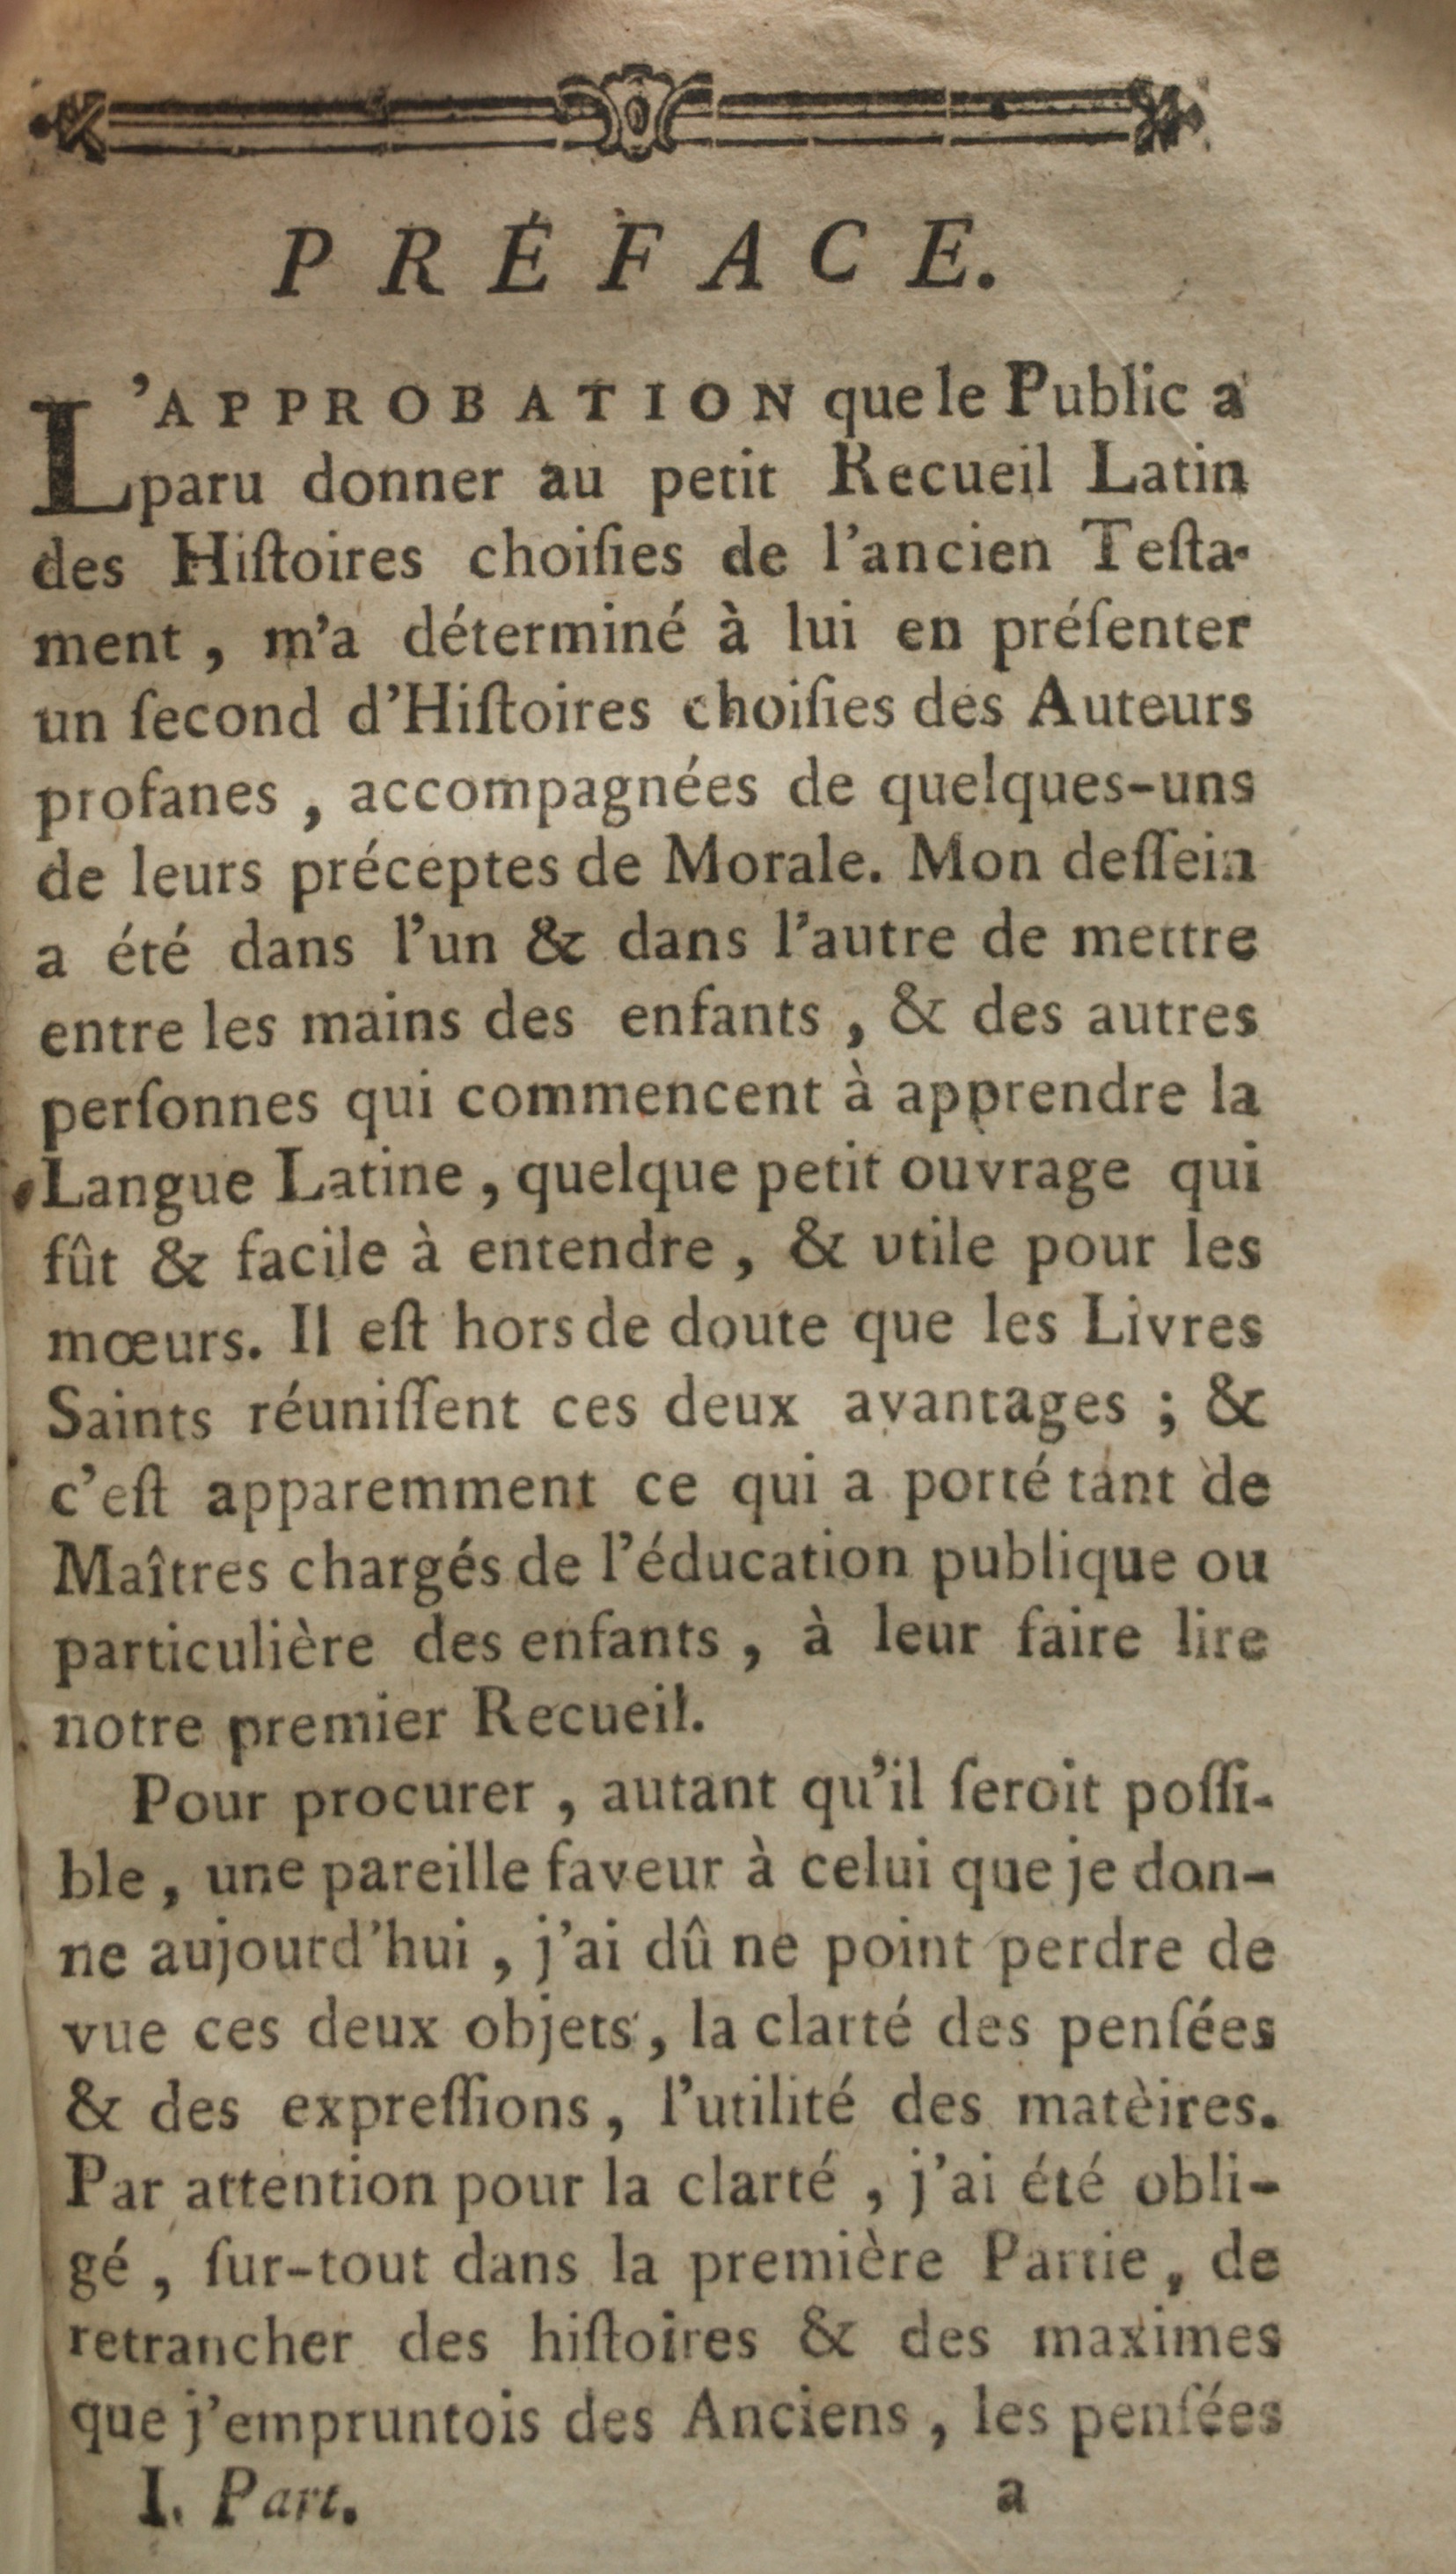 PRÉFACE.
L'APPROBATION que le Public a
paru donner au petit Recueil Latin
des Hiſtoires choiſies de l'ancien Teſta-
ment, m'a déterminé à lui en préſenter
un ſecond d'Hiſtoires choiſies des Auteurs
profanes, accompagnées de quelques-uns
de leurs préceptes de Morale. Mon deſſein
a été dans l'un & dans l'autre de mettre
entre les mains des enfants, & des autres
perſonnes qui commencent à apprendre la
Langue Latine, quelque petit ouvrage qui
fût & facile à entendre, & utile pour les
mœurs. Il eſt hors de doute que les Livres
Saints réuniſſent ces deux avantages ; &
c'eſt apparemment ce qui a porté tant de
Maîtres chargés de l'éducation publique ou
particulière des enfants, à leur faire lire
notre premier Recueil.
Pour procurer, autant qu'il ſeroit poſſi-
ble, une pareille faveur à celui que je don-
ne aujourd'hui, j'ai dû ne point perdre de
vue ces deux objets, la clarté des penſées
& des expreſſions, l'utilité des matèires.
Par attention pour la clarté, j'ai été obli-
gé, ſur-tout dans la première Partie, de
retrancher des hiſtoires & des maximes
que j'empruntois des Anciens, les penſées
I. Part. a